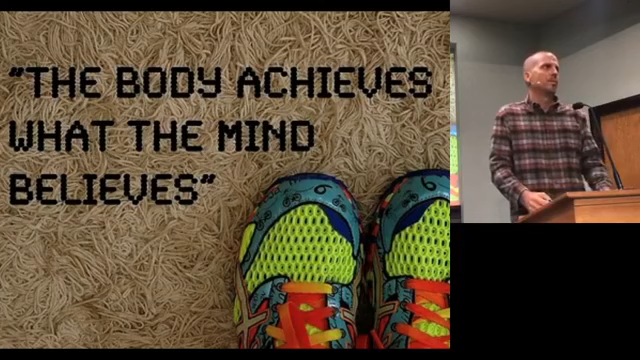 "THE BODY ACHIEVES
WHAT THE MIND
BELIEVES"